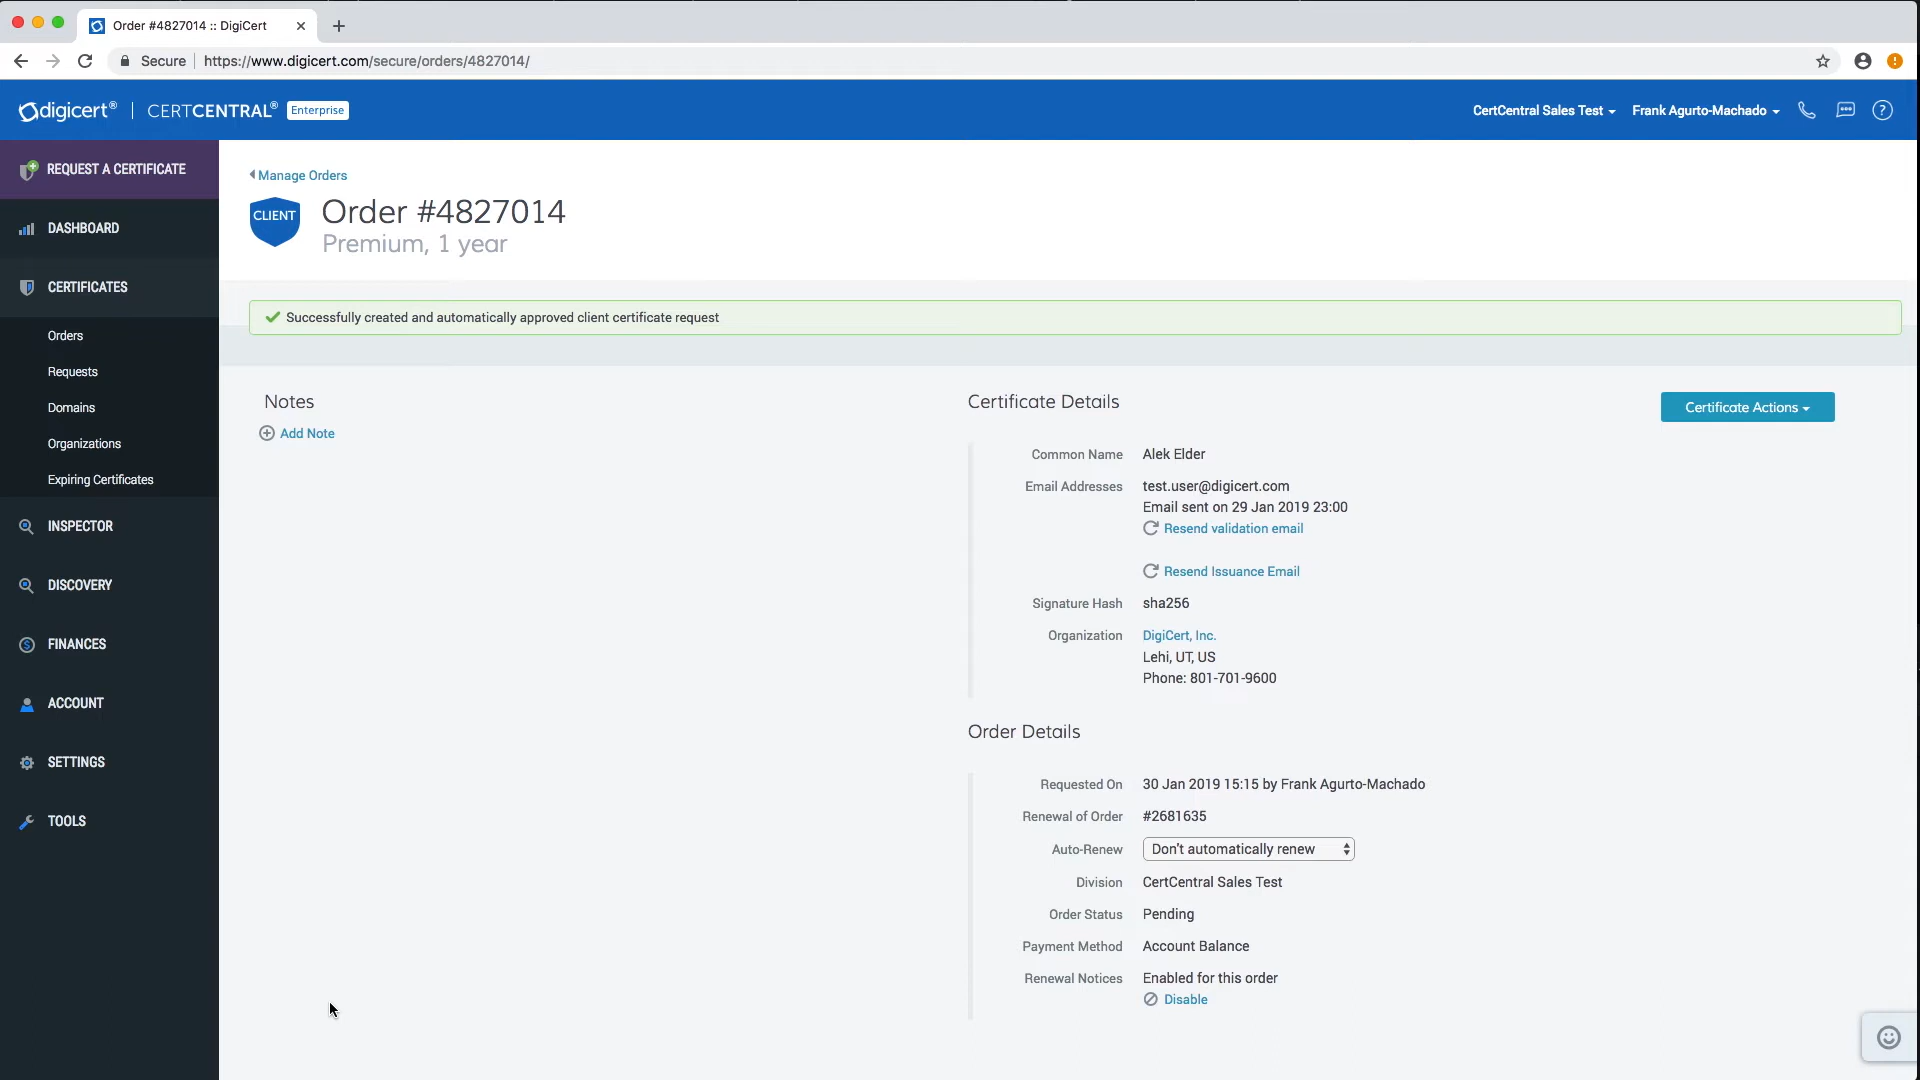 Order #4827014 :: DigiCert
Secure https://www.digicert.com/secure/orders/4827014/
digicert® | CERTCENTRAL® Enterprise
CertCentral Sales Test
Frank Agurto-Machado
REQUEST A CERTIFICATE
DASHBOARD
CERTIFICATES
Orders
Requests
Domains
Organizations
Expiring Certificates
INSPECTOR
DISCOVERY
FINANCES
ACCOUNT
SETTINGS
TOOLS
Manage Orders
CLIENT
Order #4827014
Premium, 1 year
Successfully created and automatically approved client certificate request
Notes
Add Note
Certificate Details
Certificate Actions
Common Name Alek Elder
Email Addresses test.user@digicert.com
Email sent on 29 Jan 2019 23:00
Resend validation email
Resend Issuance Email
Signature Hash sha256
Organization DigiCert, Inc.
Lehi, UT, US
Phone: 801-701-9600
Order Details
Requested On 30 Jan 2019 15:15 by Frank Agurto-Machado
Renewal of Order #2681635
Auto-Renew Don't automatically renew
Division CertCentral Sales Test
Order Status Pending
Payment Method Account Balance
Renewal Notices Enabled for this order
Disable